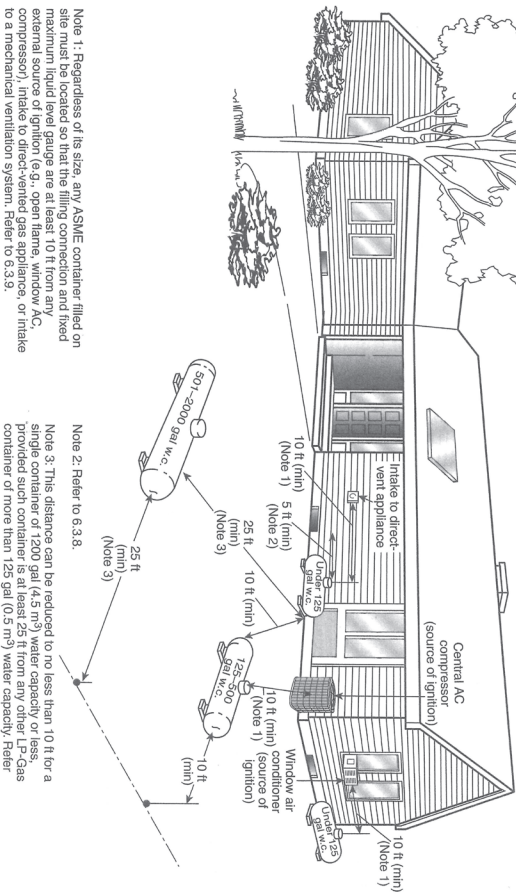 Central AC
compressor
(source of ignition)
Intake to direct-
vent appliance
10 ft (min)
(Note 1)
5 ft (min)
(Note 2)
Under 125
gal w.c.
Window air
conditioner
(source of
ignition)
10 ft (min)
(Note 1)
10 ft (min)
(Note 1)
Under 125
gal w.c.
25 ft
(min)
(Note 3)
10 ft (min)
125–500
gal w.c.
10 ft
(min)
501–2000 gal w.c.
25 ft
(min)
(Note 3)
Note 1: Regardless of its size, any ASME container filled on
site must be located so that the filling connection and fixed
maximum liquid level gauge are at least 10 ft from any
external source of ignition (e.g., open flame, window AC,
compressor), intake to direct-vented gas appliance, or intake
to a mechanical ventilation system. Refer to 6.3.9.
Note 2: Refer to 6.3.8.
Note 3: This distance can be reduced to no less than 10 ft for a
single container of 1200 gal (4.5 m³) water capacity or less,
provided such container is at least 25 ft from any other LP-Gas
container of more than 125 gal (0.5 m³) water capacity. Refer